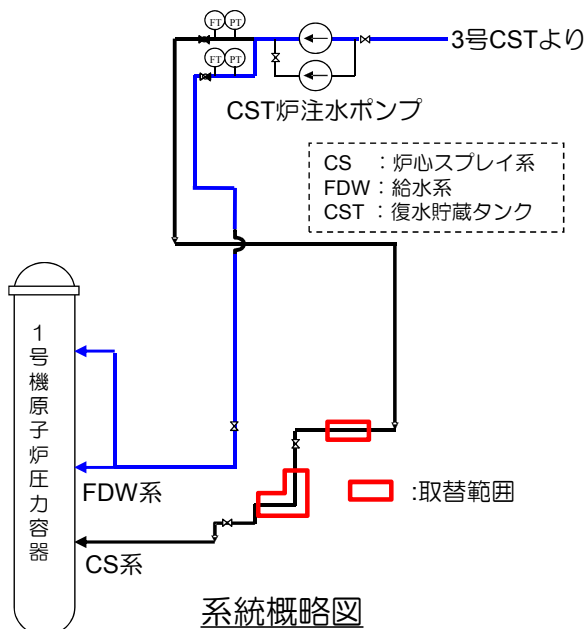 FT PT
3号CSTより
FT PT
CST炉注水ポンプ
CS :炉心スプレイ系
FDW:給水系
CST :復水貯蔵タンク
1号機原子炉圧力容器
FDW系
:取替範囲
CS系
系統概略図